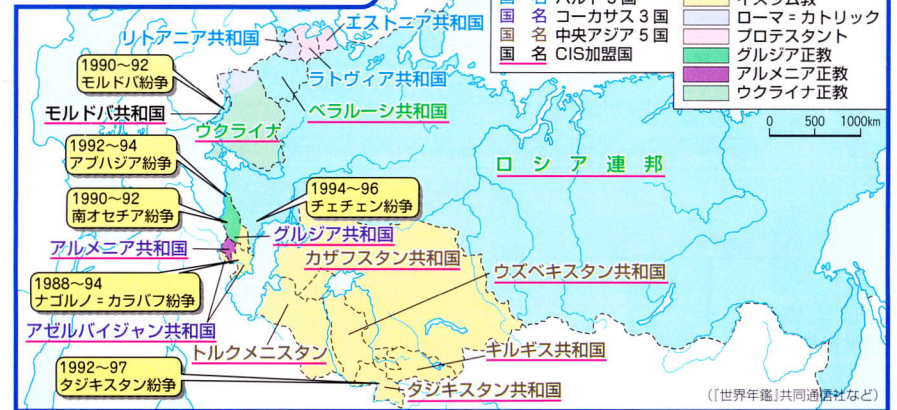 国 名 バルト3国
国 名 コーカサス3国
国 名 中央アジア5国
国 名 CIS加盟国
イスラム教
ローマ=カトリック
プロテスタント
グルジア正教
アルメニア正教
ウクライナ正教
0 500 1000km
エストニア共和国
リトアニア共和国
ラトヴィア共和国
1990~92
モルドバ紛争
モルドバ共和国
ベラルーシ共和国
ウクライナ
1992~94
アブハジア紛争
ロシア連邦
1990~92
南オセチア紛争
1994~96
チェチェン紛争
グルジア共和国
アルメニア共和国
カザフスタン共和国
ウズベキスタン共和国
1988~94
ナゴルノ=カラバフ紛争
アゼルバイジャン共和国
トルクメニスタン
キルギス共和国
1992~97
タジキスタン紛争
タジキスタン共和国
(『世界年鑑』共同通信社など)